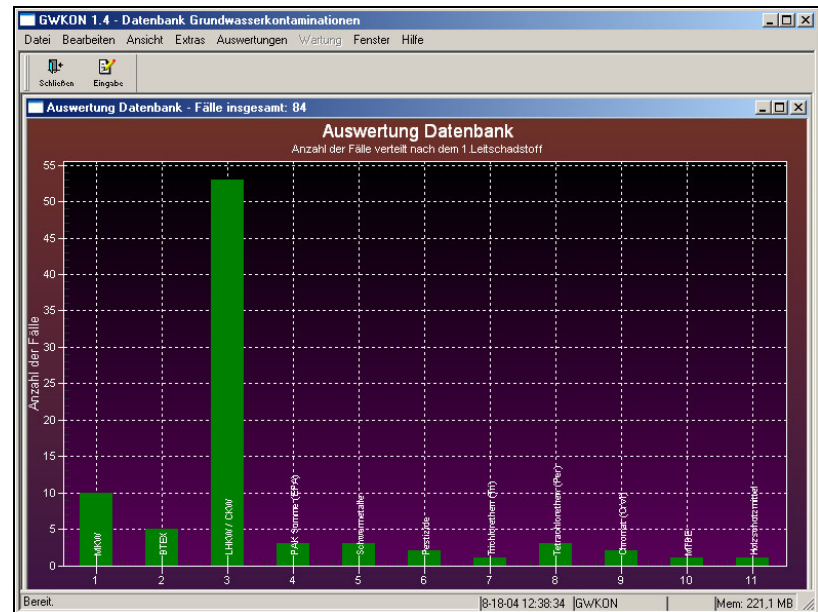 GWKON 1.4 - Datenbank Grundwasserkontaminationen
Datei Bearbeiten Ansicht Extras Auswertungen Wartung Fenster Hilfe
Schließen Eingabe
Auswertung Datenbank - Fälle insgesamt: 84
Auswertung Datenbank
Anzahl der Fälle verteilt nach dem 1.Leitschadstoff
Anzahl der Fälle
55
50
45
40
35
30
25
20
15
10
5
0
MKW
BTEX
LHKW / CKW
PAK Somme (EPA)
Schwermetalle
Pestizide
Trichlorethen (Tri)
Tetrachlorethen (Per)
Chromat (CrVI)
MTBE
Holzschutzmittel
1 2 3 4 5 6 7 8 9 10 11
Bereit. 8-18-04 12:38:34 GWKON Mem: 221,1 MB